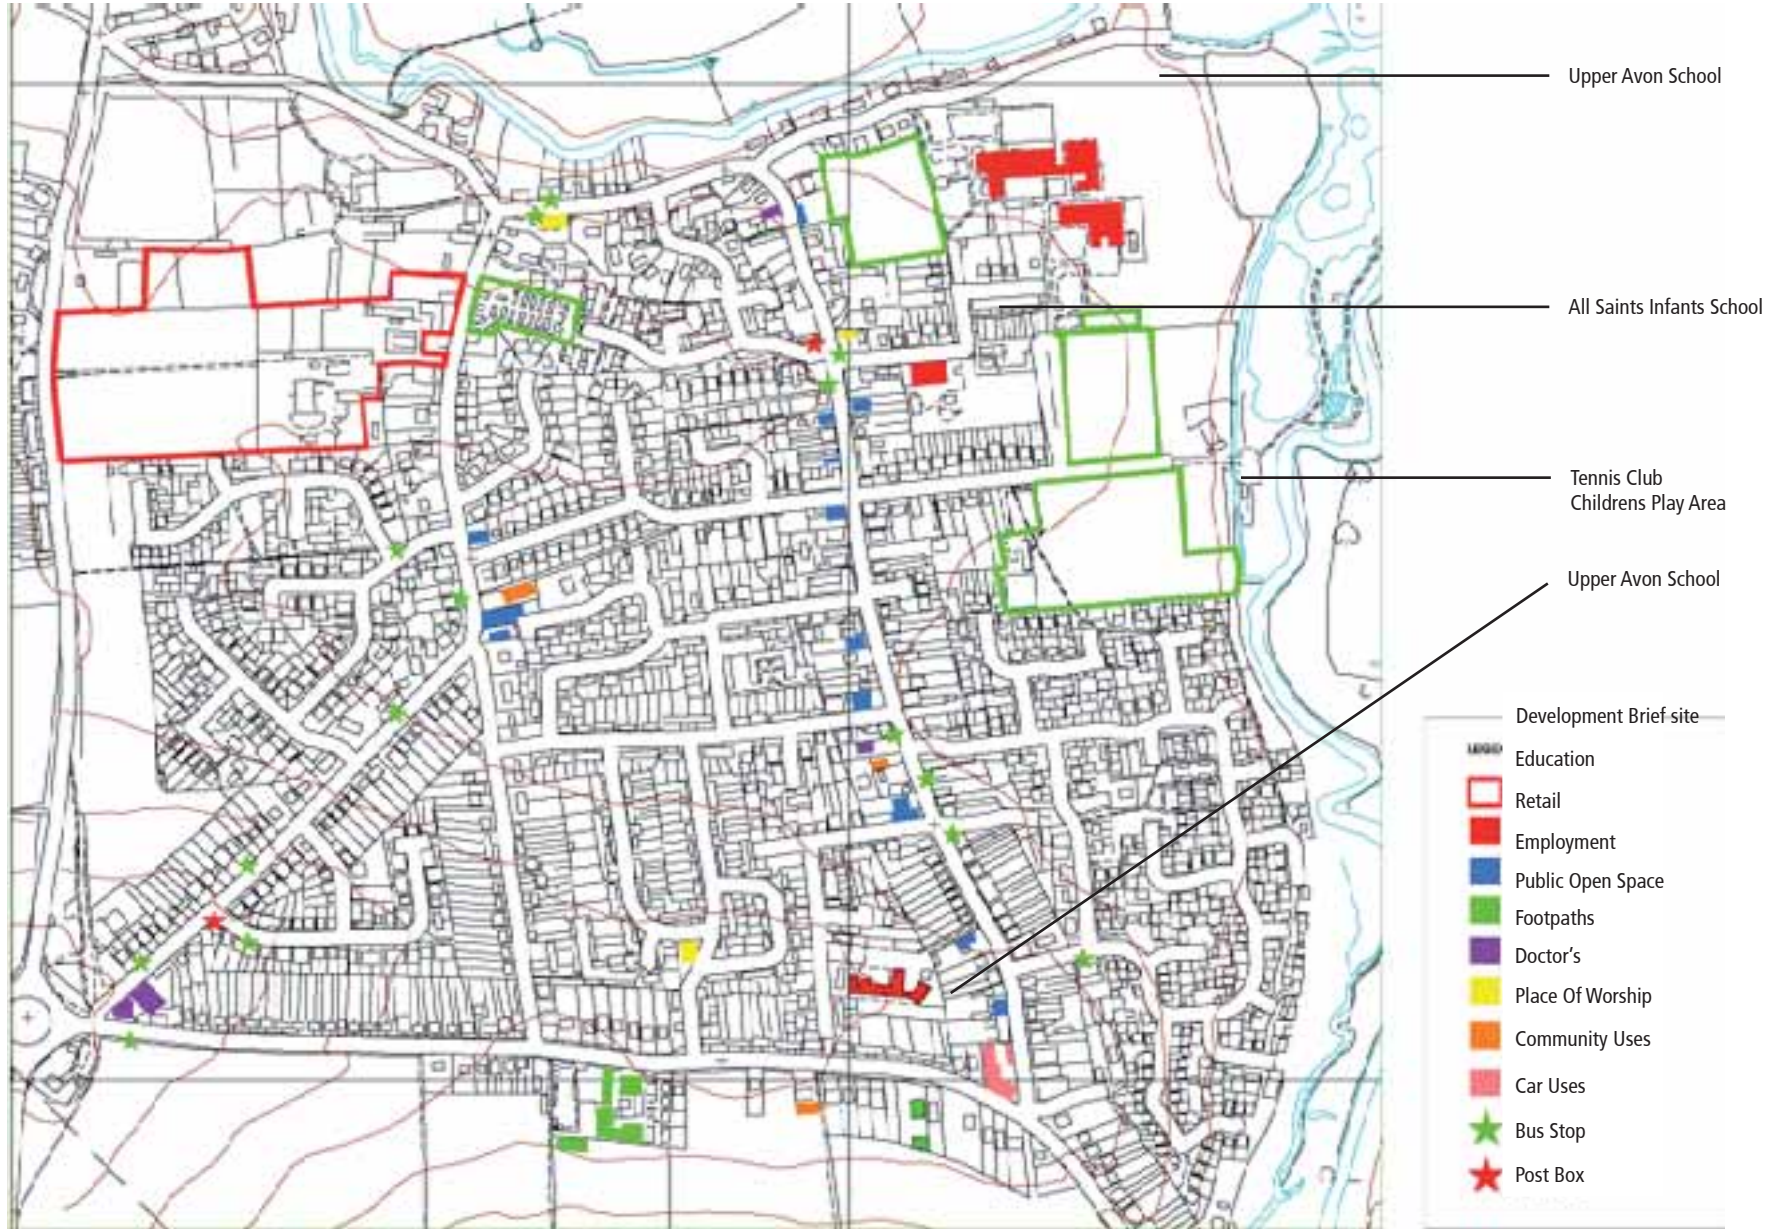 Upper Avon School
All Saints Infants School
Tennis Club
Childrens Play Area
Upper Avon School
Development Brief site
Education
Retail
Employment
Public Open Space
Footpaths
Doctor's
Place Of Worship
Community Uses
Car Uses
Bus Stop
Post Box